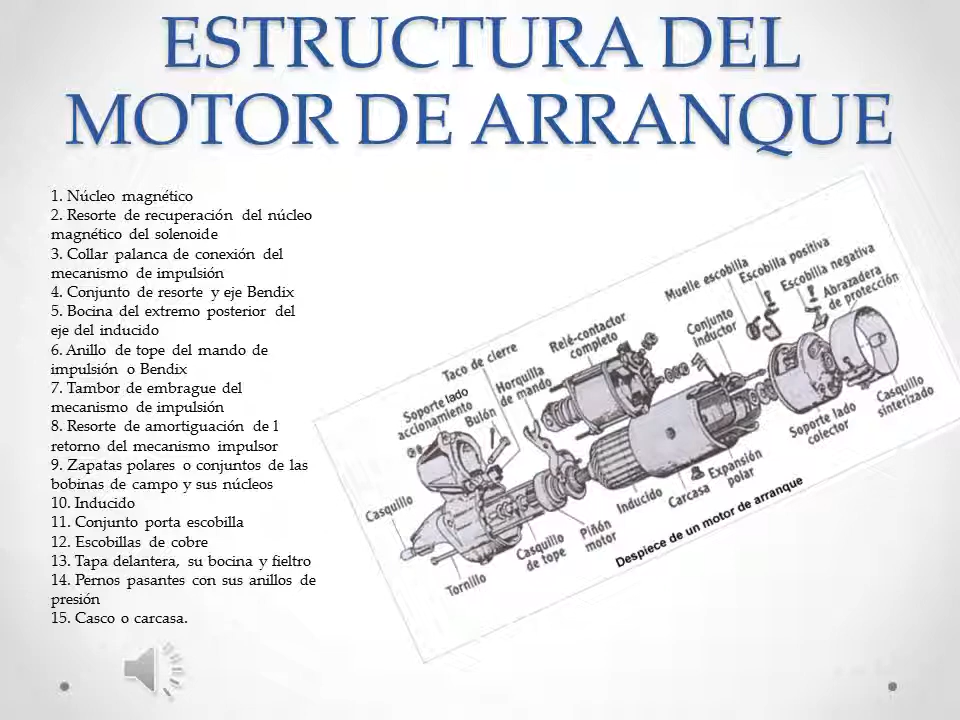 ESTRUCTURA DEL
MOTOR DE ARRANQUE
1. Núcleo magnético
2. Resorte de recuperación del núcleo
magnético del solenoide
3. Collar palanca de conexión del
mecanismo de impulsión
4. Conjunto de resorte y eje Bendix
5. Bocina del extremo posterior del
eje del inducido
6. Anillo de tope del mando de
impulsión o Bendix
7. Tambor de embrague del
mecanismo de impulsión
8. Resorte de amortiguación de l
retorno del mecanismo impulsor
9. Zapatas polares o conjuntos de las
bobinas de campo y sus núcleos
10. Inducido
11. Conjunto porta escobilla
12. Escobillas de cobre
13. Tapa delantera, su bocina y fieltro
14. Pernos pasantes con sus anillos de
presión
15. Casco o carcasa.
Muelle escobilla
Escobilla positiva
Escobilla negativa
Abrazadera
de protección
Conjunto
inductor
Relé-contactor
completo
Taco de cierre
Horquilla
de mando
Soporte lado
accionamiento
Bulón
Casquillo
Tornillo
Casquillo
de tope
Piñón
motor
Inducido
Carcasa
Expansión
polar
Soporte lado
colector
Casquillo
sinterizado
Despiece de un motor de arranque